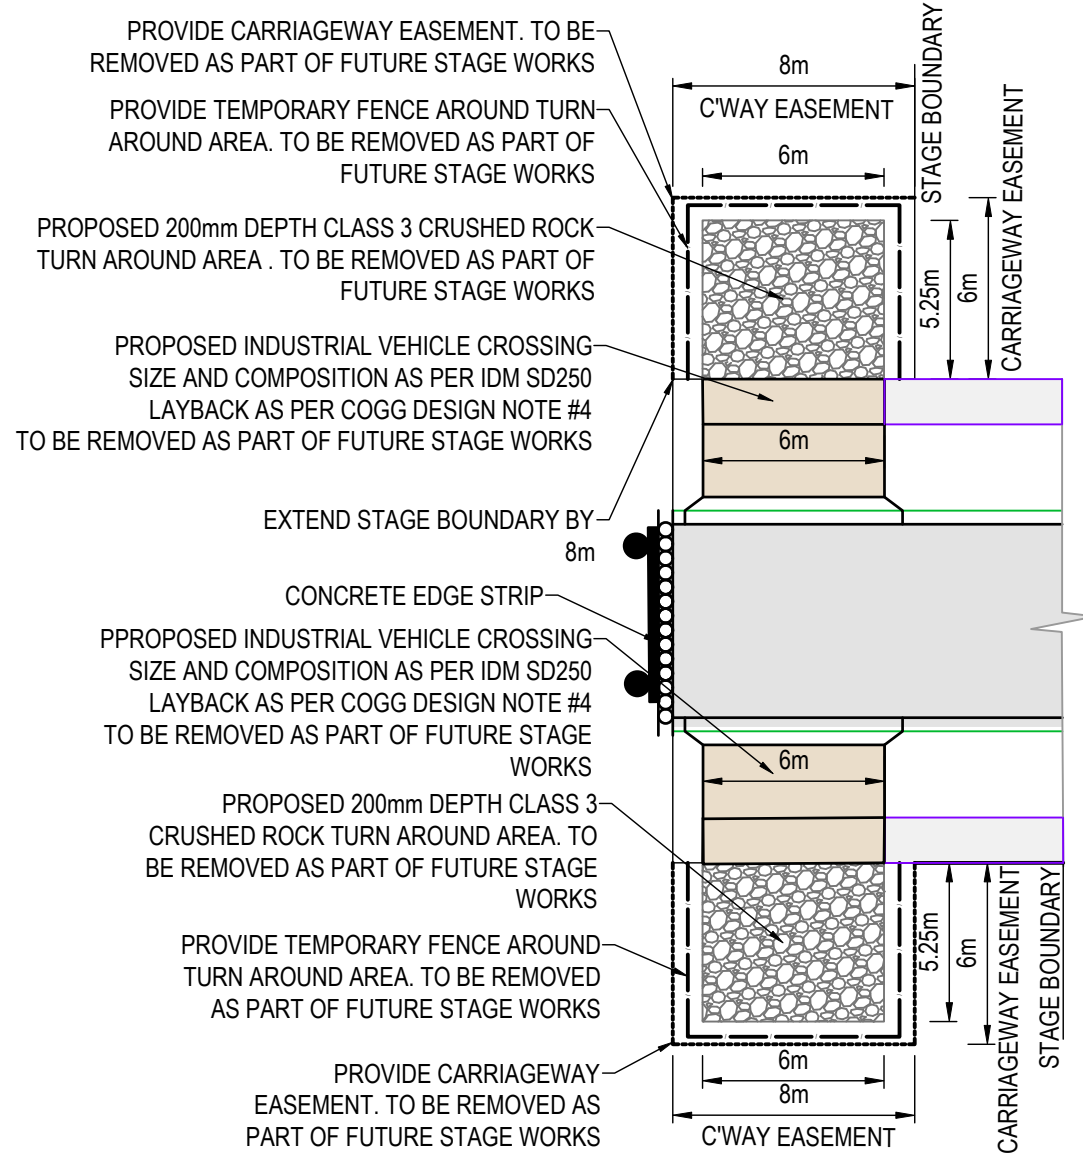 PROVIDE CARRIAGEWAY EASEMENT. TO BE
REMOVED AS PART OF FUTURE STAGE WORKS
PROVIDE TEMPORARY FENCE AROUND TURN
AROUND AREA. TO BE REMOVED AS PART OF
FUTURE STAGE WORKS
PROPOSED 200mm DEPTH CLASS 3 CRUSHED ROCK
TURN AROUND AREA . TO BE REMOVED AS PART OF
FUTURE STAGE WORKS
PROPOSED INDUSTRIAL VEHICLE CROSSING
SIZE AND COMPOSITION AS PER IDM SD250
LAYBACK AS PER COGG DESIGN NOTE #4
TO BE REMOVED AS PART OF FUTURE STAGE WORKS
EXTEND STAGE BOUNDARY BY
8m
CONCRETE EDGE STRIP
PPROPOSED INDUSTRIAL VEHICLE CROSSING
SIZE AND COMPOSITION AS PER IDM SD250
LAYBACK AS PER COGG DESIGN NOTE #4
TO BE REMOVED AS PART OF FUTURE STAGE
WORKS
PROPOSED 200mm DEPTH CLASS 3
CRUSHED ROCK TURN AROUND AREA. TO
BE REMOVED AS PART OF FUTURE STAGE
WORKS
PROVIDE TEMPORARY FENCE AROUND
TURN AROUND AREA. TO BE REMOVED
AS PART OF FUTURE STAGE WORKS
PROVIDE CARRIAGEWAY
EASEMENT. TO BE REMOVED AS
PART OF FUTURE STAGE WORKS
8m
C'WAY EASEMENT
6m
STAGE BOUNDARY
5.25m
6m
CARRIAGEWAY EASEMENT
6m
6m
5.25m
6m
CARRIAGEWAY EASEMENT
STAGE BOUNDARY
6m
8m
C'WAY EASEMENT